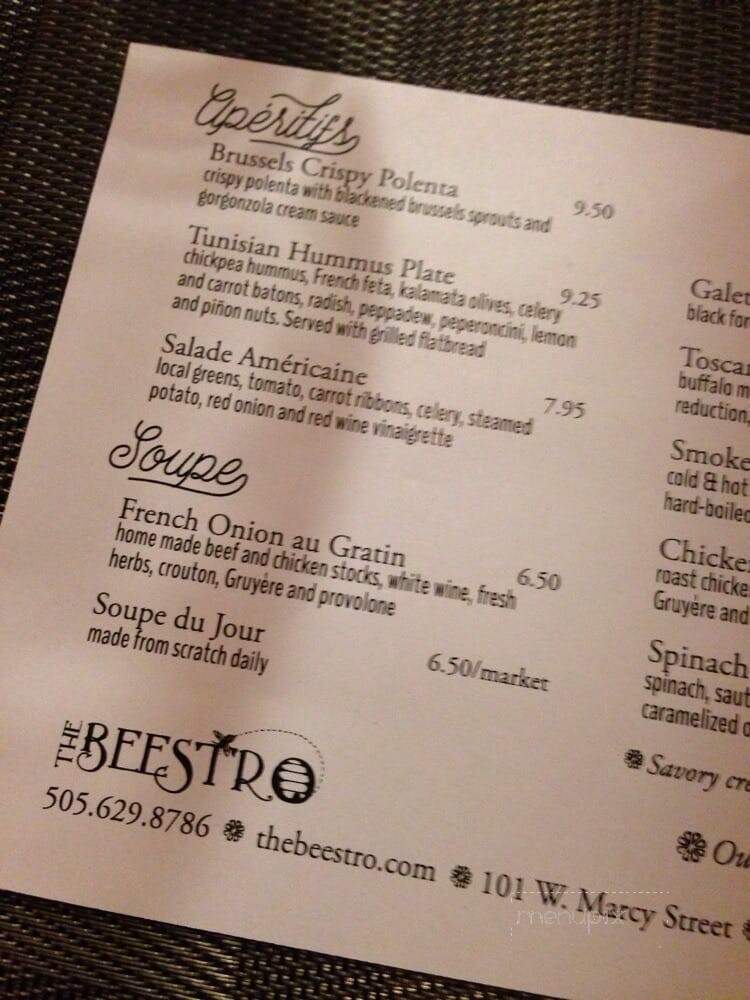 Apéritifs
Brussels Crispy Polenta
crispy polenta with blackened brussels sprouts and 9.50
gorgonzola cream sauce
Tunisian Hummus Plate
chickpea hummus, French feta, kalamata olives, celery 9.25
and carrot batons, radish, peppadew, peperoncini, lemon
and piñon nuts. Served with grilled flatbread
Salade Américaine
local greens, tomato, carrot ribbons, celery, steamed 7.95
potato, red onion and red wine vinaigrette
Soupe
French Onion au Gratin
home made beef and chicken stocks, white wine, fresh 6.50
herbs, crouton, Gruyère and provolone
Soupe du Jour
made from scratch daily 6.50/market
THE BEESTRO
505.629.8786 thebeestro.com 101 W. Marcy Street
menupix
Galet
black for
Toscan
buffalo m
reduction,
Smoke
cold & hot
hard-boiled
Chicken
roast chicke
Gruyère and
Spinach
spinach, saut
caramelized o
Savory cre
Ou